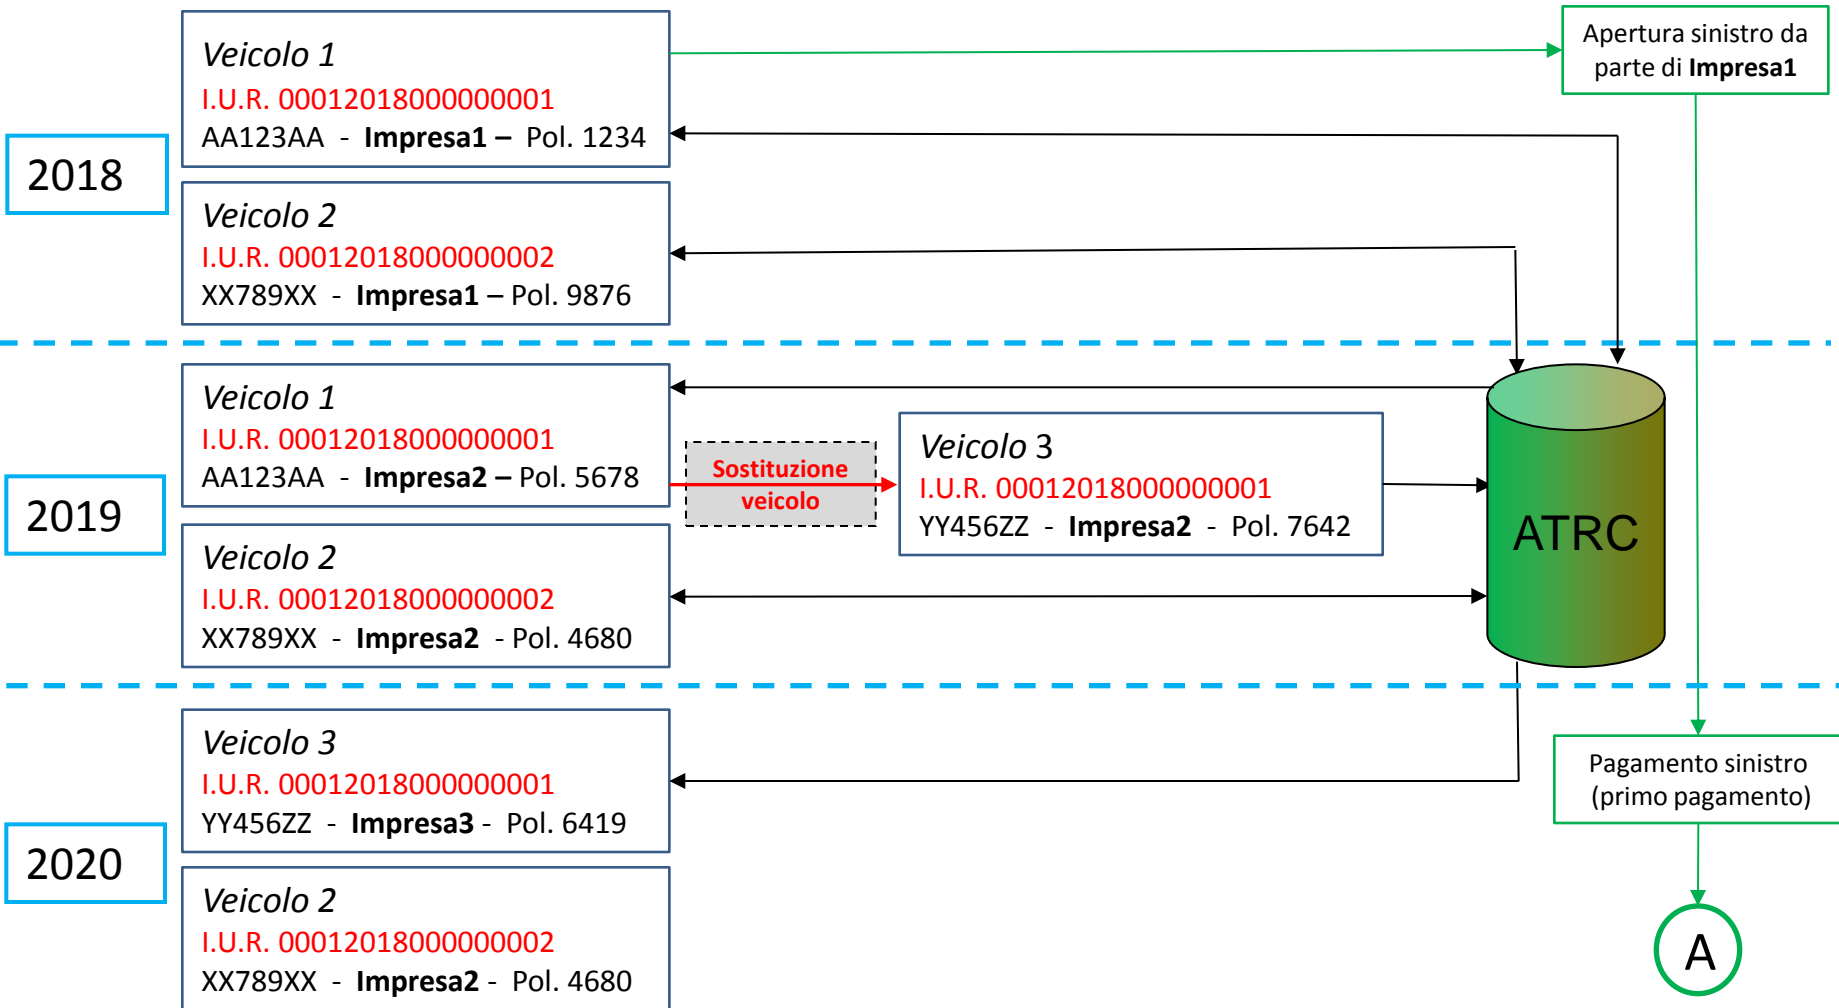 Veicolo 1
I.U.R. 00012018000000001
AA123AA - Impresa1 – Pol. 1234
Apertura sinistro da
parte di Impresa1
2018
Veicolo 2
I.U.R. 00012018000000002
XX789XX - Impresa1 – Pol. 9876
Veicolo 1
I.U.R. 00012018000000001
AA123AA - Impresa2 – Pol. 5678
Sostituzione
veicolo
Veicolo 3
I.U.R. 00012018000000001
YY456ZZ - Impresa2 - Pol. 7642
ATRC
2019
Veicolo 2
I.U.R. 00012018000000002
XX789XX - Impresa2 - Pol. 4680
Veicolo 3
I.U.R. 00012018000000001
YY456ZZ - Impresa3 - Pol. 6419
Pagamento sinistro
(primo pagamento)
2020
Veicolo 2
I.U.R. 00012018000000002
XX789XX - Impresa2 - Pol. 4680
A